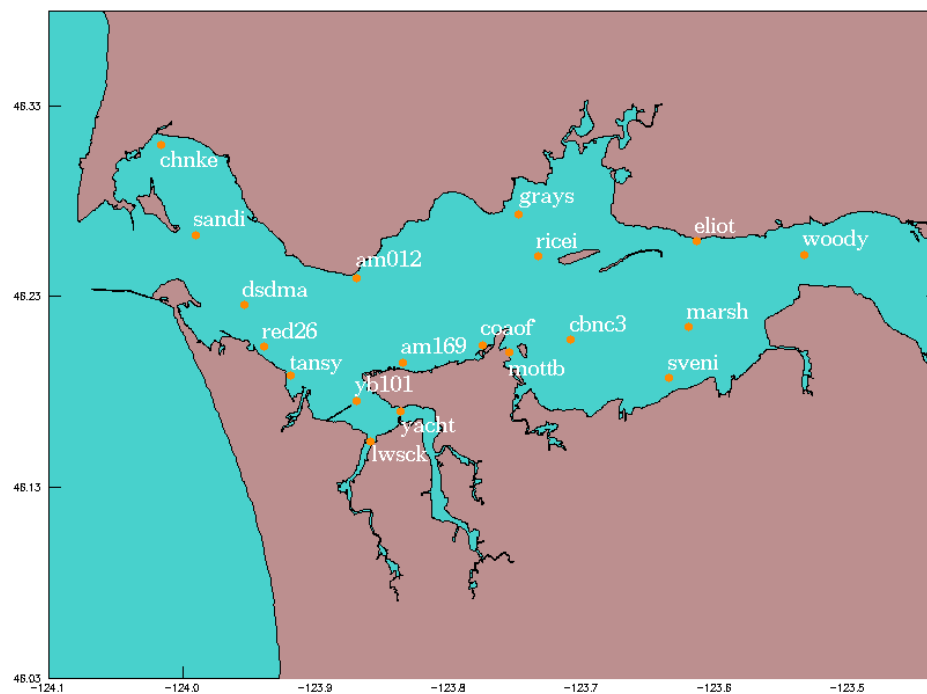 46.33
chnke
grays
sandi
eliot
ricei
woody
am012
46.23
dsdma
marsh
red26
coaof
cbnc3
am169
tansy
mottb
sveni
yb101
yacht
lwsck
46.13
46.03
-124.1
-124.0
-123.9
-123.8
-123.7
-123.6
-123.5